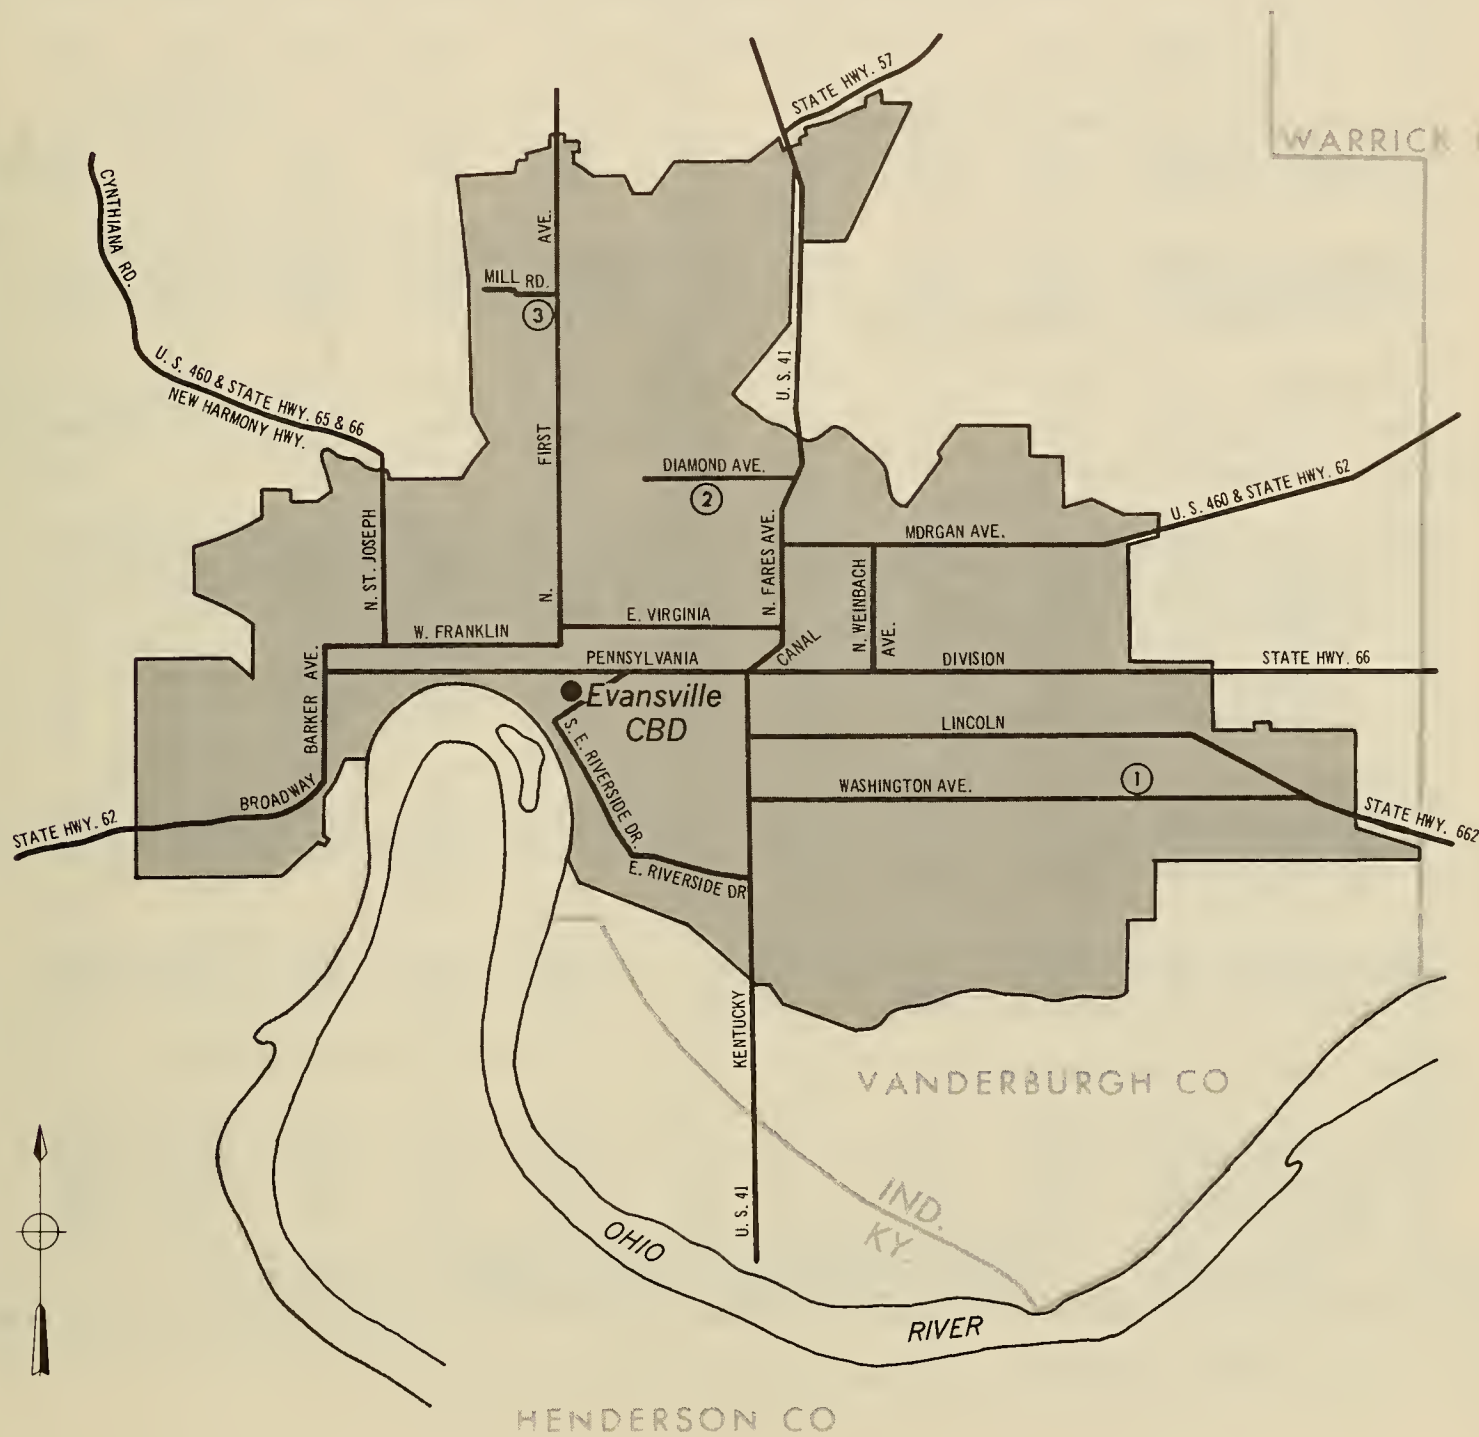 STATE HWY. 57
WARRICK
CYNTHIANA RD.
AVE.
MILL RD.
3
U. S. 41
U. S. 460 & STATE HWY. 65 & 66
NEW HARMONY HWY.
FIRST
DIAMOND AVE.
2
U. S. 460 & STATE HWY. 62
MORGAN AVE.
N. ST. JOSEPH
N. FARES AVE.
N. WEINBACH
AVE.
N.
E. VIRGINIA
W. FRANKLIN
CANAL
PENNSYLVANIA
DIVISION
STATE HWY. 66
BARKER AVE.
Evansville
CBD
LINCOLN
S. E. RIVERSIDE DR.
1
WASHINGTON AVE.
BROADWAY
STATE HWY. 62
STATE HWY. 662
E. RIVERSIDE DR
KENTUCKY
VANDERBURGH CO
U. S. 41
IND.
KY.
OHIO
RIVER
HENDERSON CO